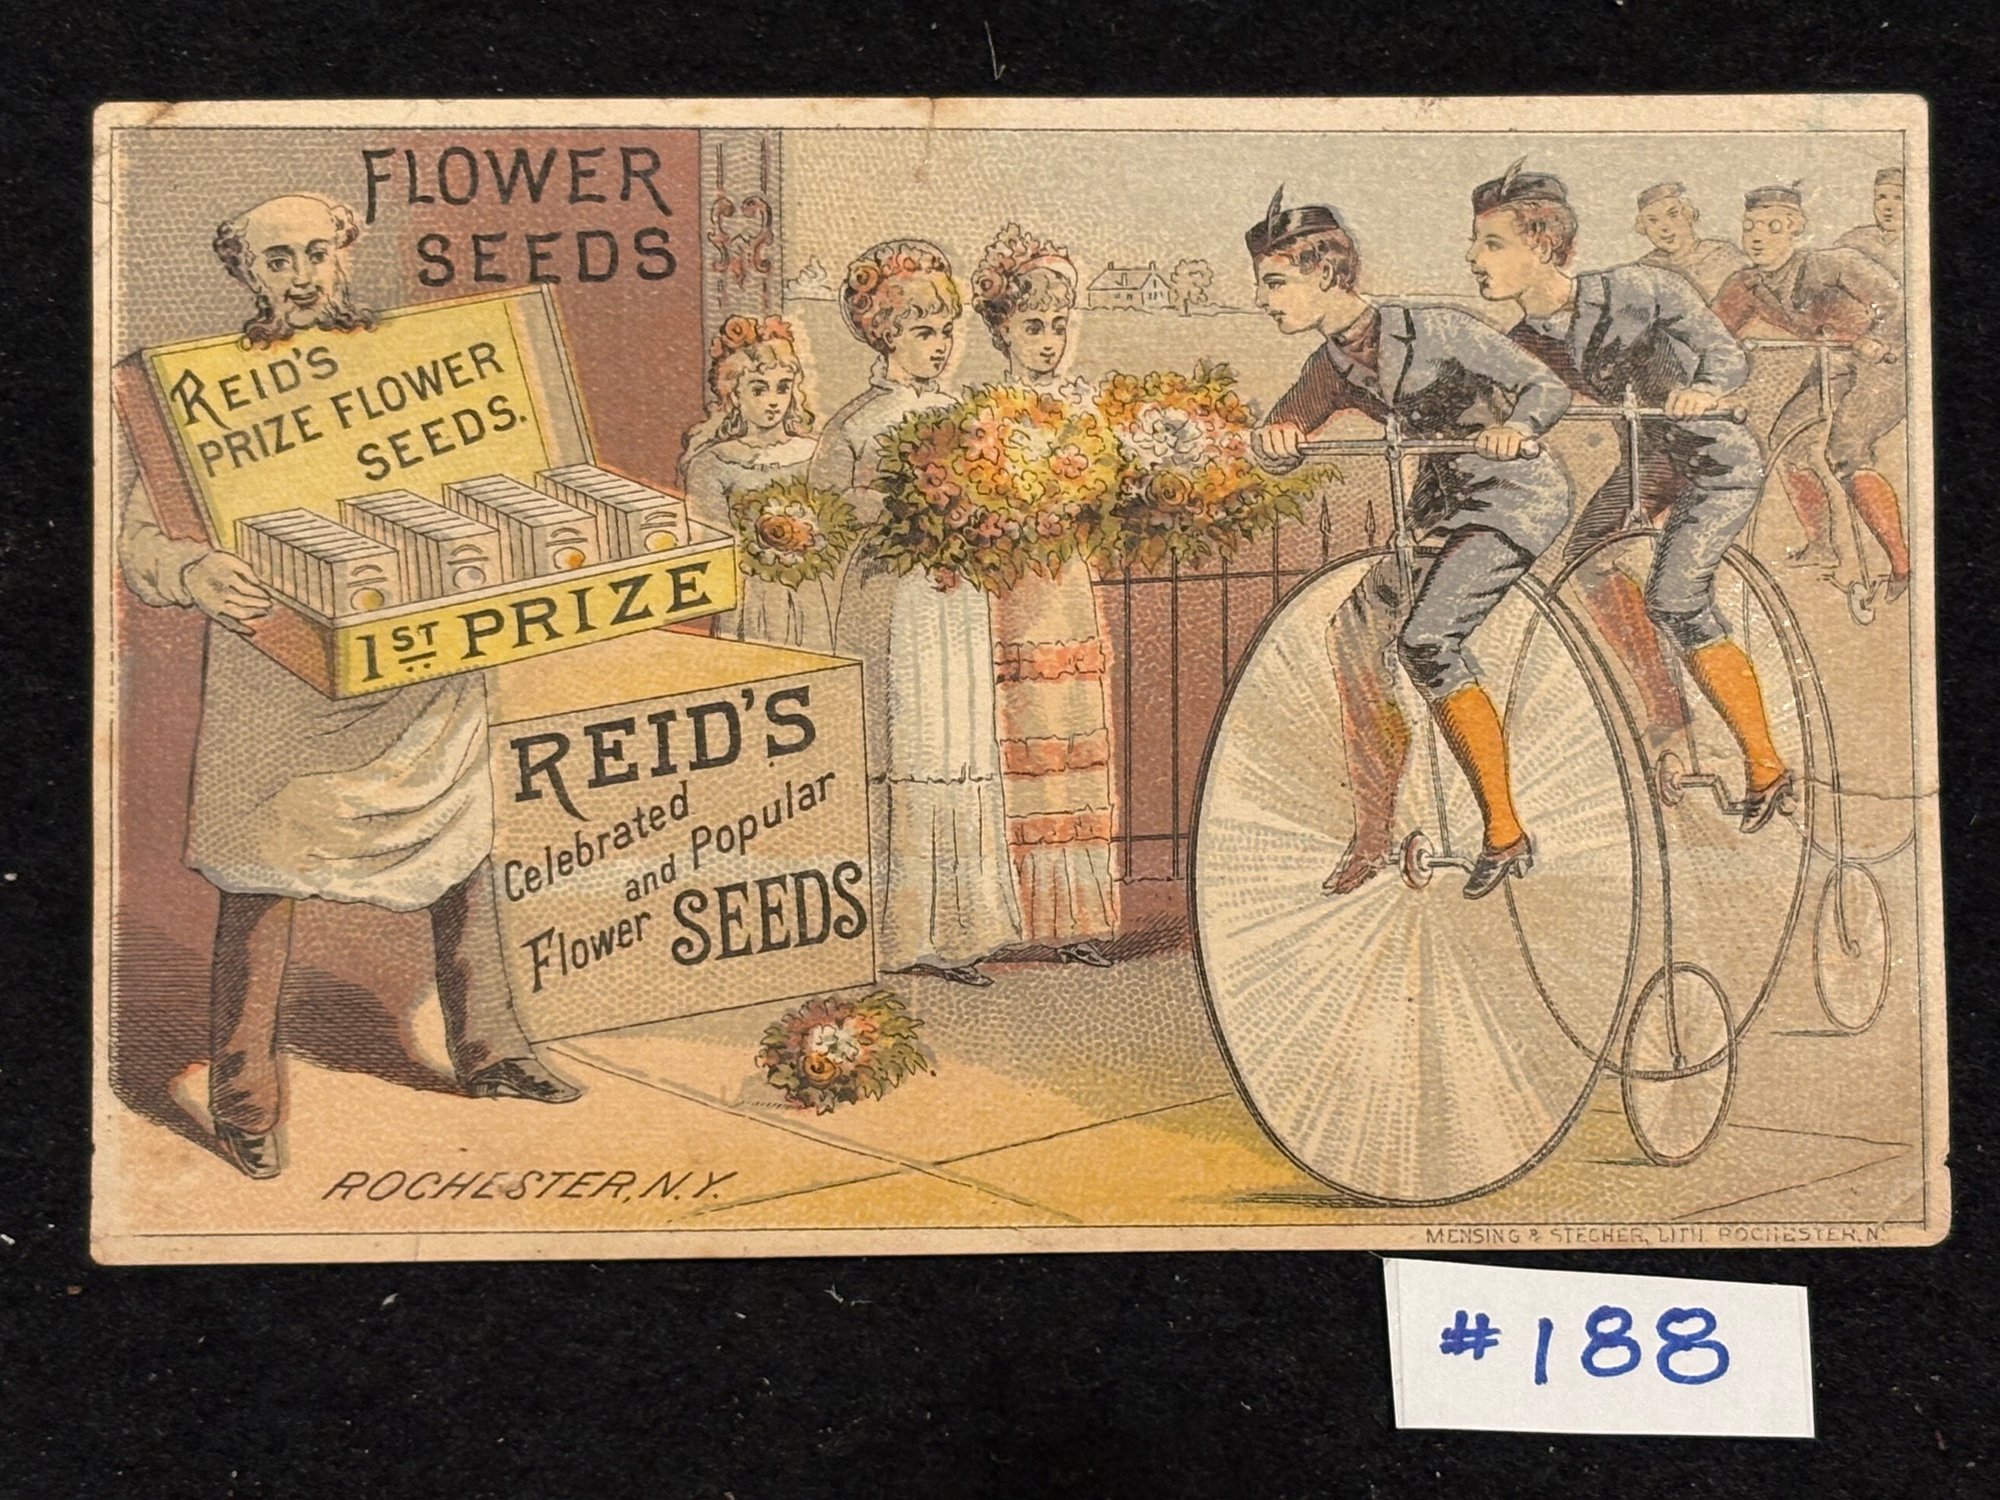 FLOWER
SEEDS
REID'S
PRIZE FLOWER
SEEDS.
1ST PRIZE
REID'S
Celebrated
and Popular
Flower SEEDS
ROCHESTER, N.Y.
MENSING & STECHER, LITH. ROCHESTER, N.
#188